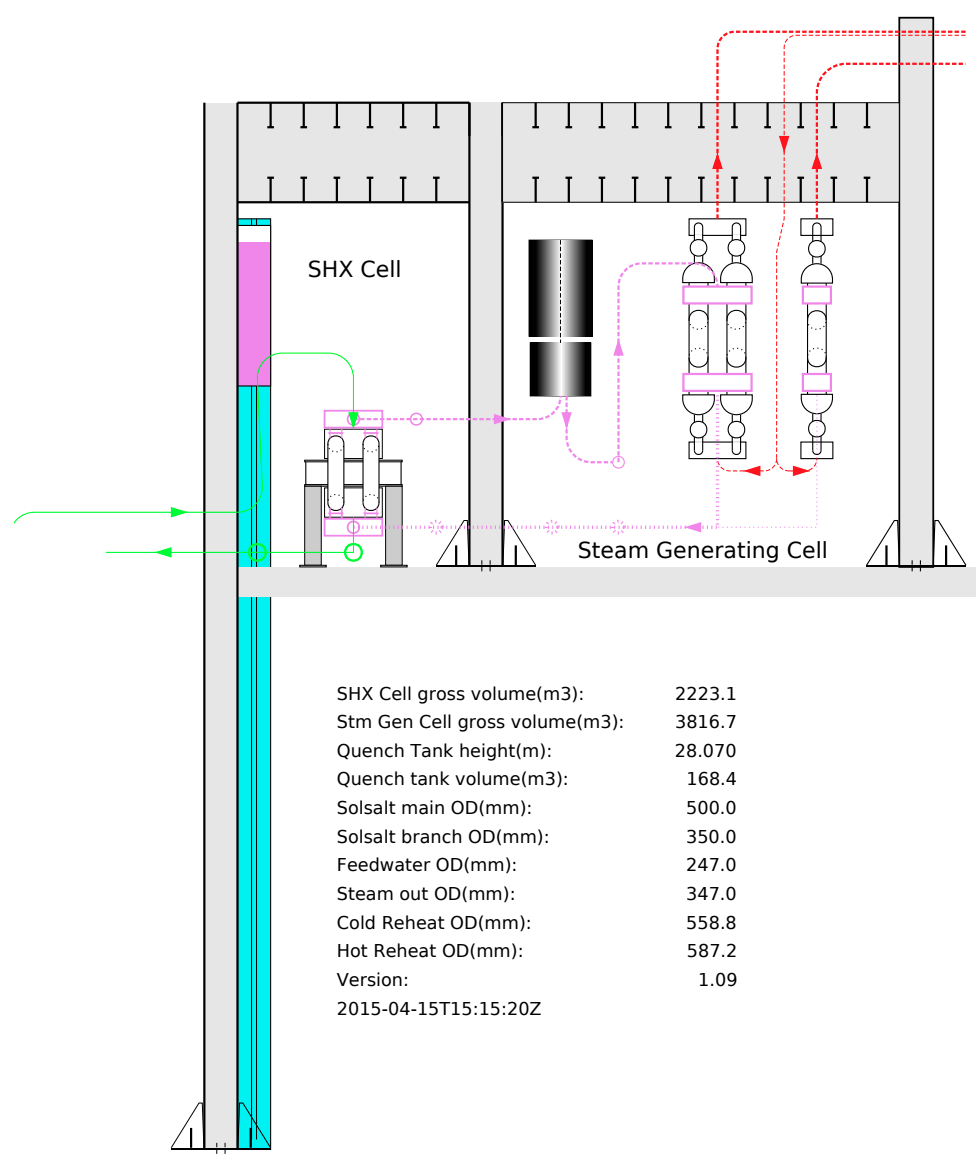 SHX Cell
Steam Generating Cell
SHX Cell gross volume(m3): 2223.1
Stm Gen Cell gross volume(m3): 3816.7
Quench Tank height(m): 28.070
Quench tank volume(m3): 168.4
Solsalt main OD(mm): 500.0
Solsalt branch OD(mm): 350.0
Feedwater OD(mm): 247.0
Steam out OD(mm): 347.0
Cold Reheat OD(mm): 558.8
Hot Reheat OD(mm): 587.2
Version: 1.09
2015-04-15T15:15:20Z